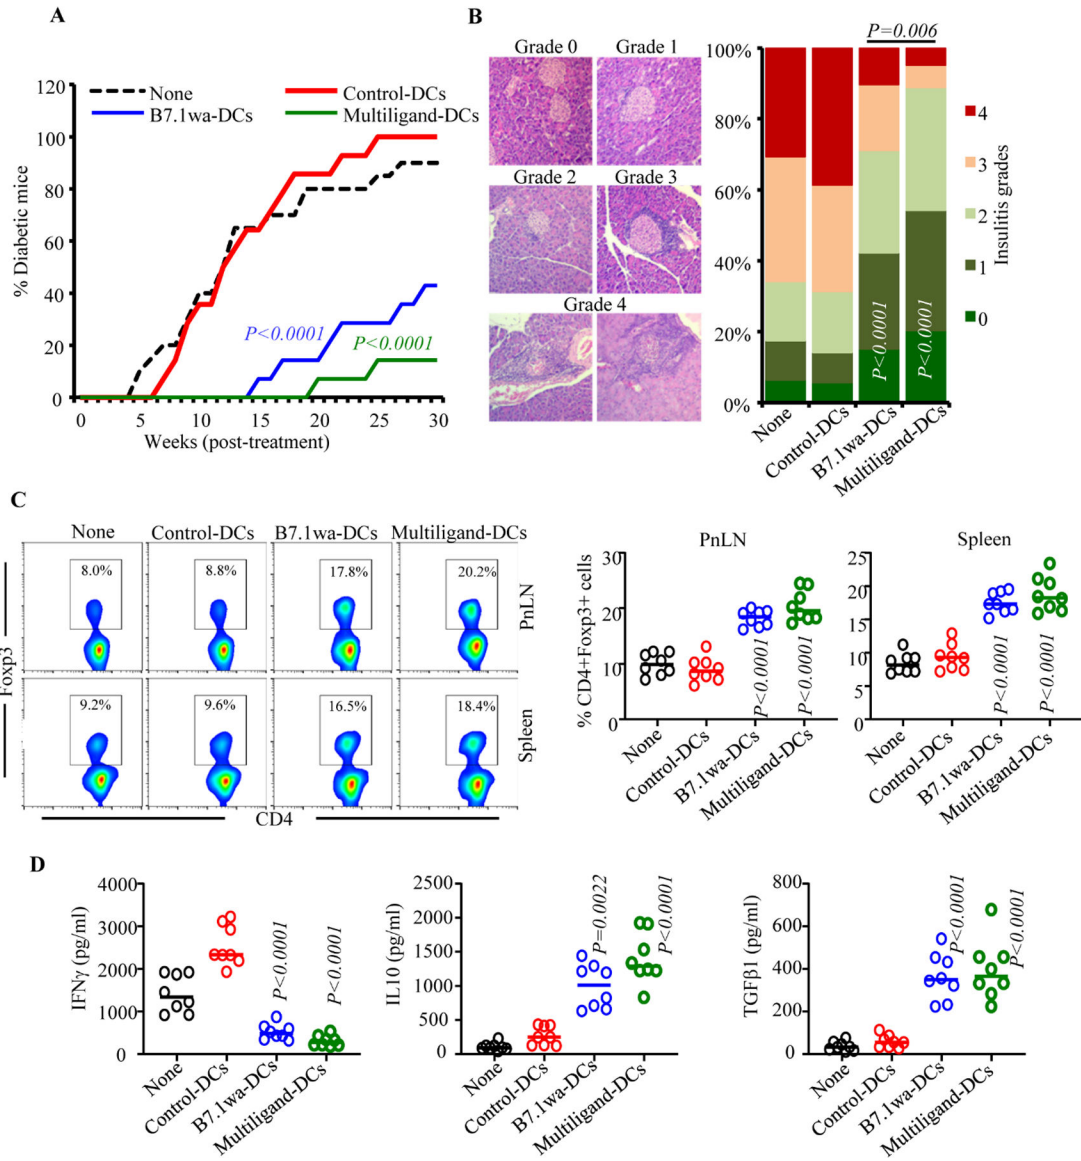 A
% Diabetic mice
120
100
80
60
40
20
0
None
Control-DCs
B7.1wa-DCs
Multiligand-DCs
P<0.0001
P<0.0001
0
5
10
15
20
25
30
Weeks (post-treatment)
B
Grade 0
Grade 1
Grade 2
Grade 3
Grade 4
P=0.006
100%
80%
60%
40%
20%
0%
P<0.0001
P<0.0001
None
Control-DCs
B7.1wa-DCs
Multiligand-DCs
4
3
2
1
0
Insulitis grades
C
None
Control-DCs
B7.1wa-DCs
Multiligand-DCs
8.0%
8.8%
17.8%
20.2%
PnLN
9.2%
9.6%
16.5%
18.4%
Spleen
Foxp3
CD4
PnLN
% CD4+Foxp3+ cells
30
20
10
0
P<0.0001
P<0.0001
None
Control-DCs
B7.1wa-DCs
Multiligand-DCs
Spleen
25
20
15
10
5
0
P<0.0001
P<0.0001
None
Control-DCs
B7.1wa-DCs
Multiligand-DCs
D
IFNγ (pg/ml)
4000
3000
2000
1000
0
P<0.0001
P<0.0001
None
Control-DCs
B7.1wa-DCs
Multiligand-DCs
IL10 (pg/ml)
2500
2000
1500
1000
500
0
P=0.0022
P<0.0001
None
Control-DCs
B7.1wa-DCs
Multiligand-DCs
TGFβ1 (pg/ml)
800
600
400
200
0
P<0.0001
P<0.0001
None
Control-DCs
B7.1wa-DCs
Multiligand-DCs